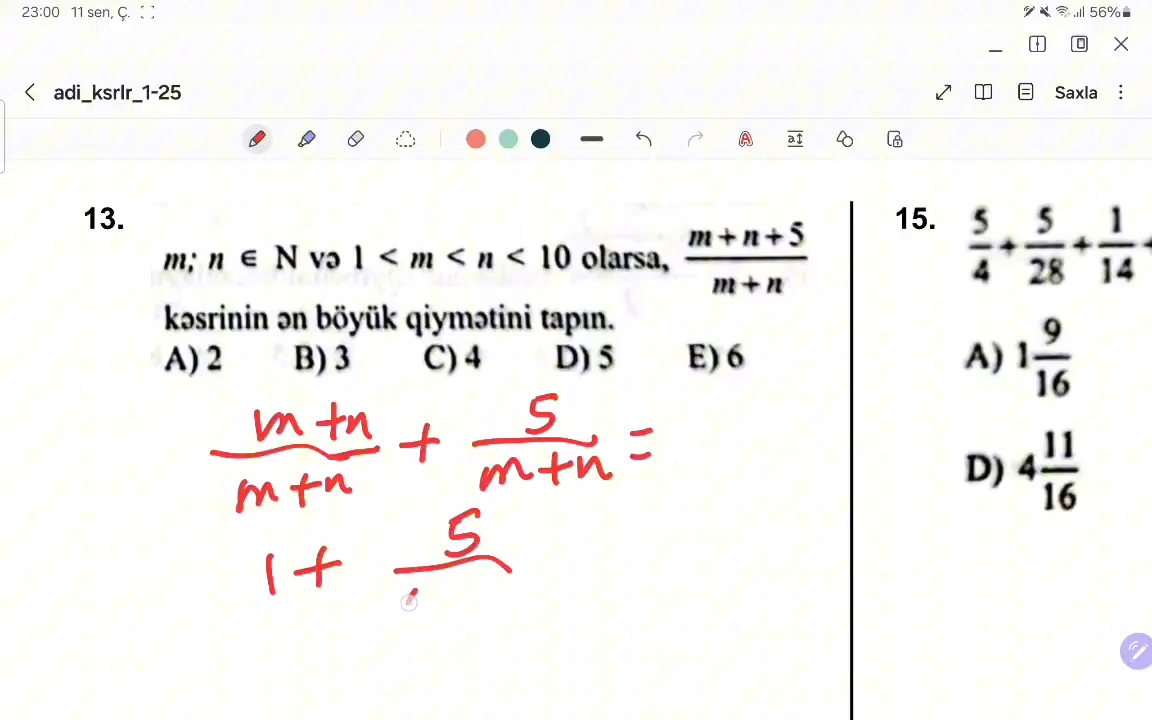 23:00 11 sen, Ç. 56%
adi_ksrlr_1-25 Saxla
13.
m; n ∈ N və 1 < m < n < 10 olarsa, (m+n+5)/(m+n)
kəsrinin ən böyük qiymətini tapın.
A) 2 B) 3 C) 4 D) 5 E) 6
(m+n)/(m+n) + 5/(m+n) =
1 + 5/
15. 5/4 + 5/28 + 1/14 +
A) 1 9/16
D) 4 11/16